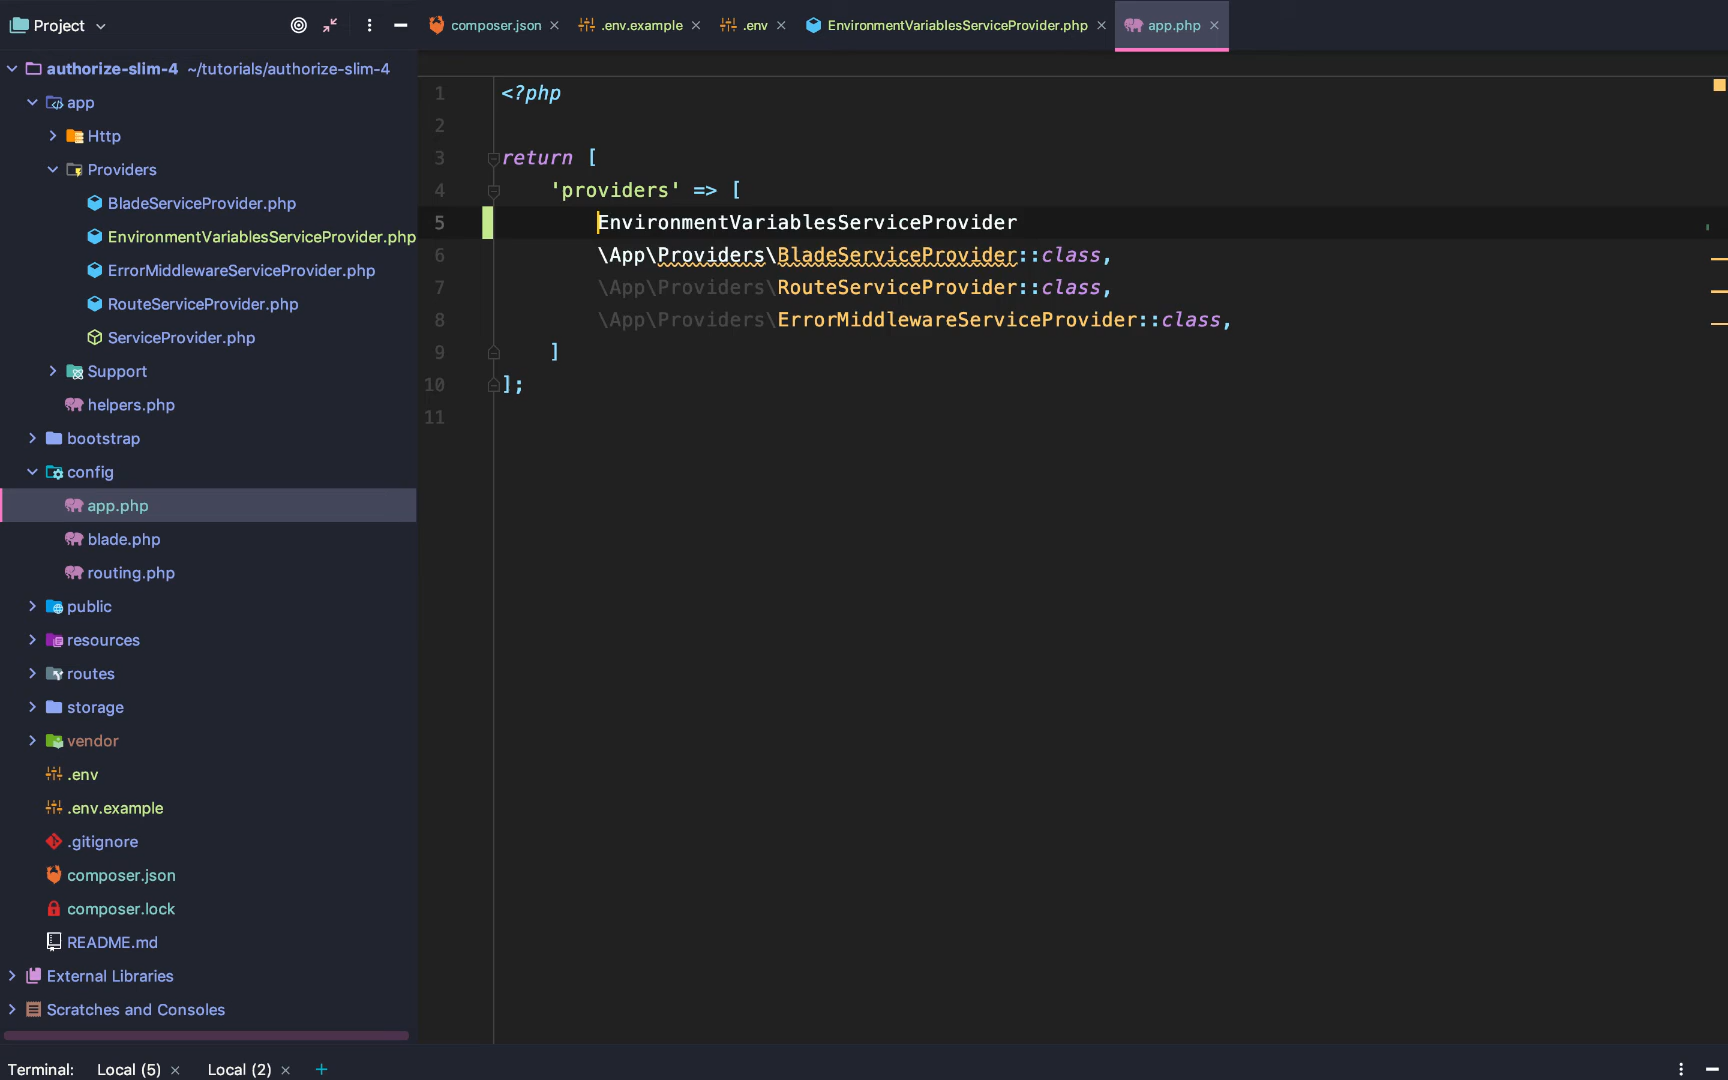 Project
composer.json
.env.example
.env
EnvironmentVariablesServiceProvider.php
app.php
authorize-slim-4 ~/tutorials/authorize-slim-4
app
Http
Providers
BladeServiceProvider.php
EnvironmentVariablesServiceProvider.php
ErrorMiddlewareServiceProvider.php
RouteServiceProvider.php
ServiceProvider.php
Support
helpers.php
bootstrap
config
app.php
blade.php
routing.php
public
resources
routes
storage
vendor
.env
.env.example
.gitignore
composer.json
composer.lock
README.md
External Libraries
Scratches and Consoles
1 <?php
2
3 return [
4 'providers' => [
5 EnvironmentVariablesServiceProvider
6 \App\Providers\BladeServiceProvider::class,
7 \App\Providers\RouteServiceProvider::class,
8 \App\Providers\ErrorMiddlewareServiceProvider::class,
9 ]
10 ];
11
Terminal: Local (5) Local (2) +